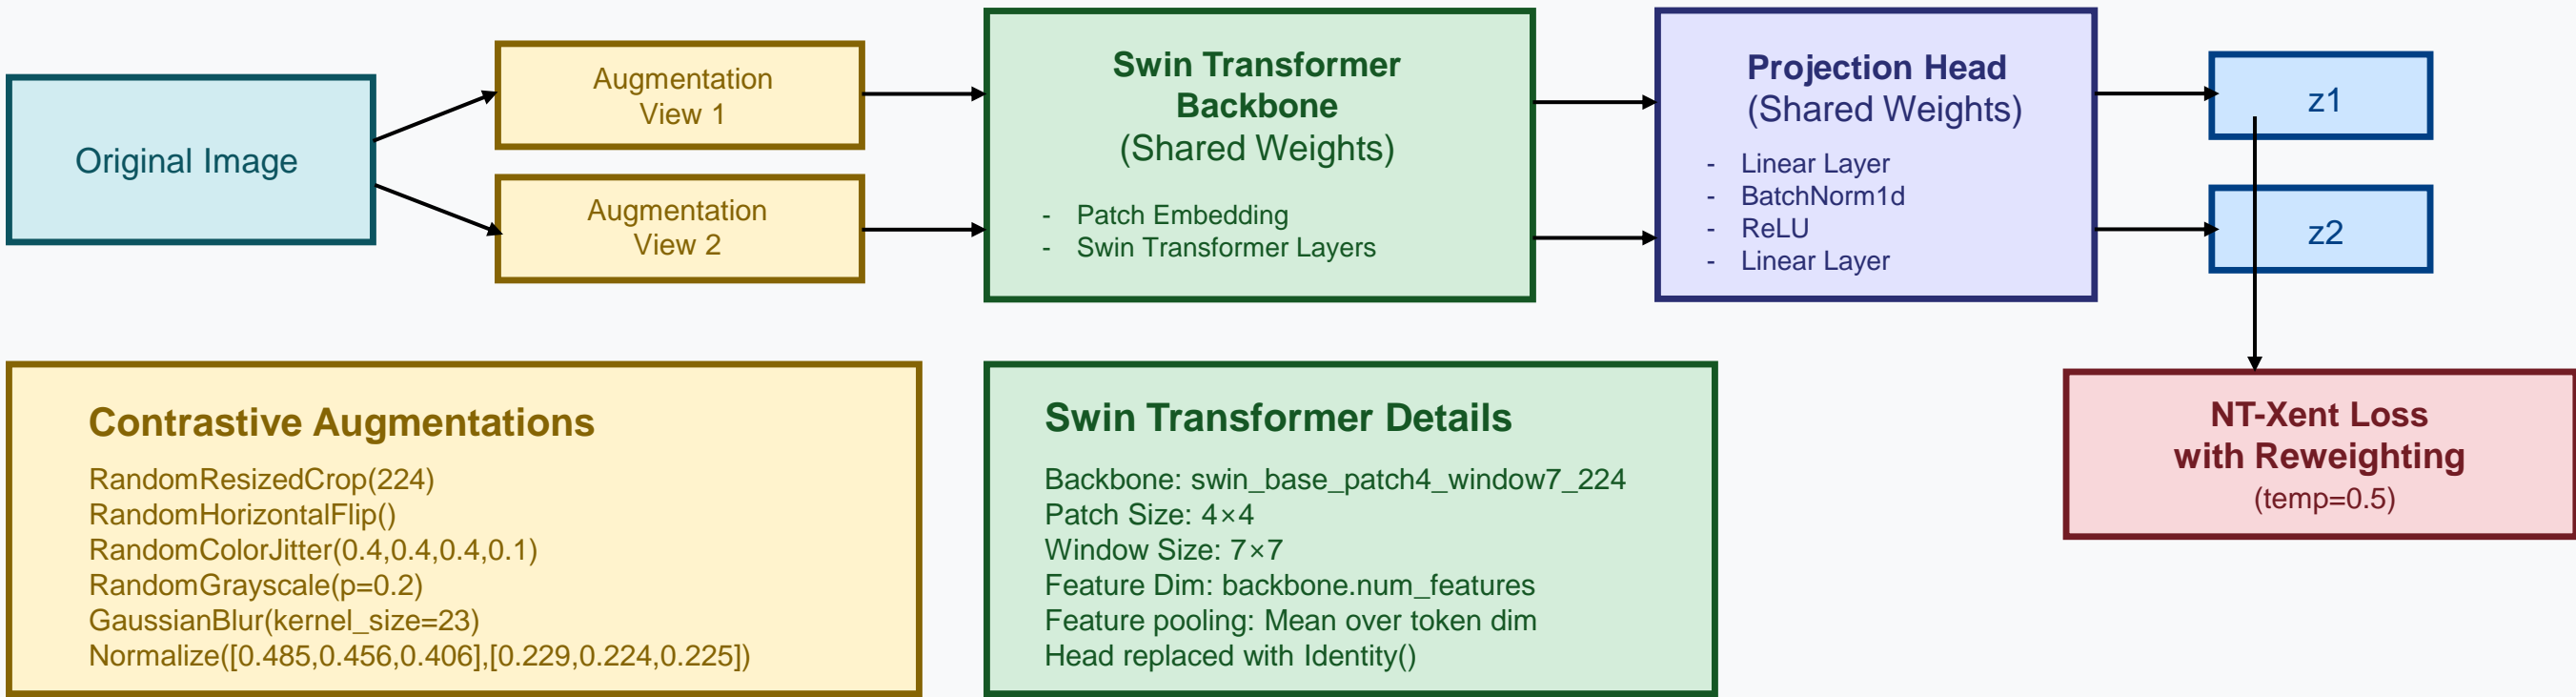 Original Image
Augmentation
View 1
Augmentation
View 2
Swin Transformer
Backbone
(Shared Weights)
- Patch Embedding
- Swin Transformer Layers
Projection Head
(Shared Weights)
- Linear Layer
- BatchNorm1d
- ReLU
- Linear Layer
z1
z2
Contrastive Augmentations
RandomResizedCrop(224)
RandomHorizontalFlip()
RandomColorJitter(0.4,0.4,0.4,0.1)
RandomGrayscale(p=0.2)
GaussianBlur(kernel_size=23)
Normalize([0.485,0.456,0.406],[0.229,0.224,0.225])
Swin Transformer Details
Backbone: swin_base_patch4_window7_224
Patch Size: 4×4
Window Size: 7×7
Feature Dim: backbone.num_features
Feature pooling: Mean over token dim
Head replaced with Identity()
NT-Xent Loss
with Reweighting
(temp=0.5)